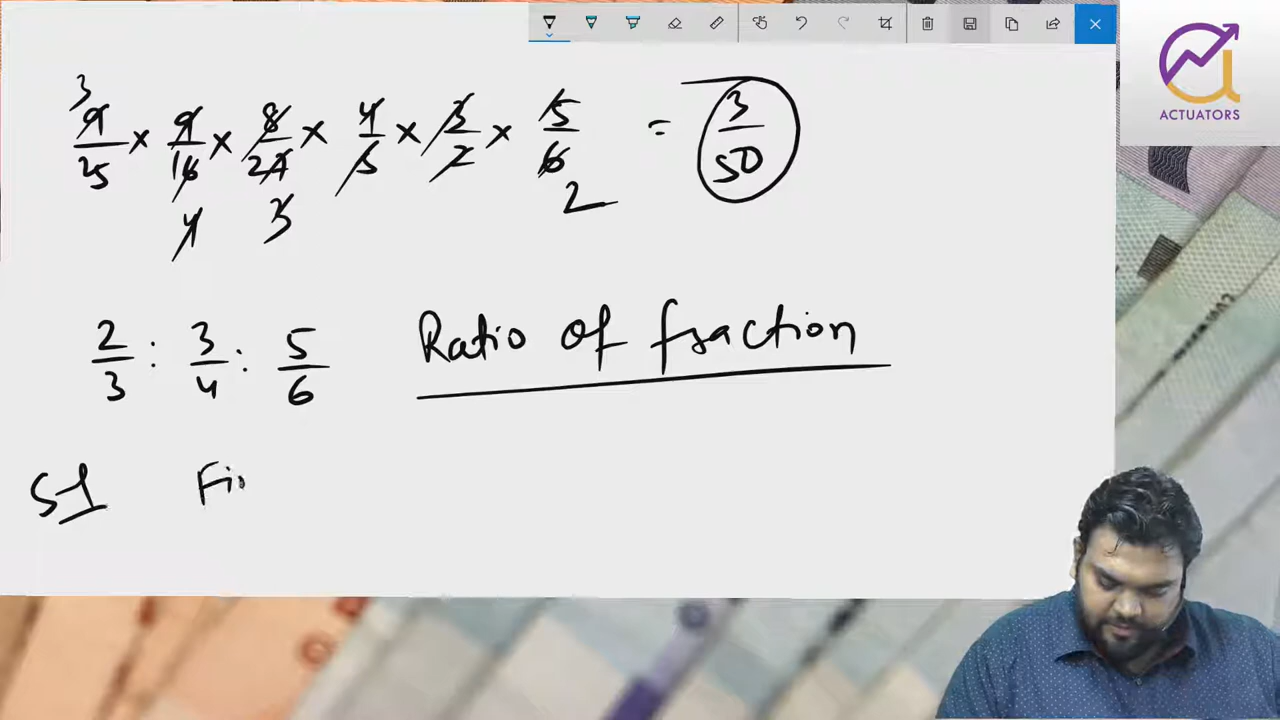 ACTUATORS
3
9/25 × 9/16 × 8/27 × 4/5 × 3/2 × 5/6 = 3/50
4 3 2
2/3 : 3/4 : 5/6 Ratio of fraction
S1 Fi